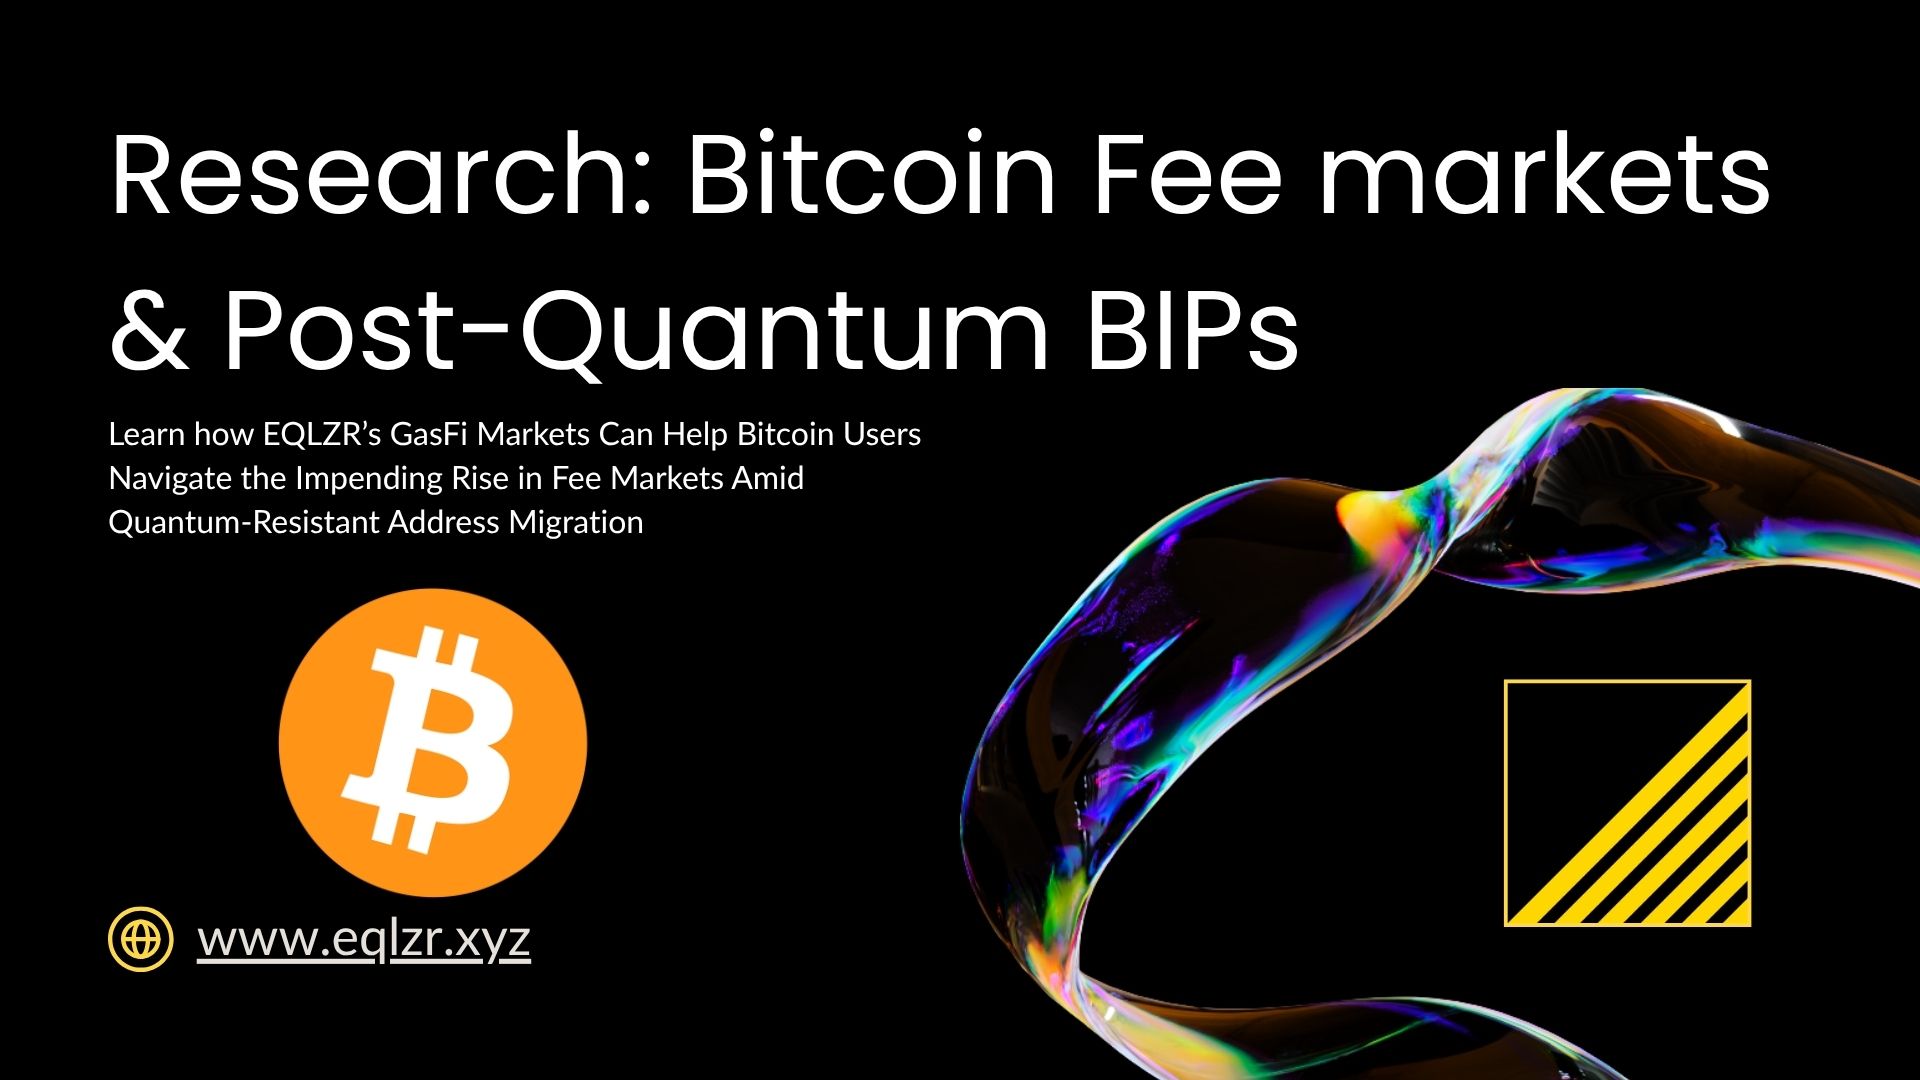 Research: Bitcoin Fee markets
& Post-Quantum BIPs
Learn how EQLZR’s GasFi Markets Can Help Bitcoin Users
Navigate the Impending Rise in Fee Markets Amid
Quantum-Resistant Address Migration
www.eqlzr.xyz